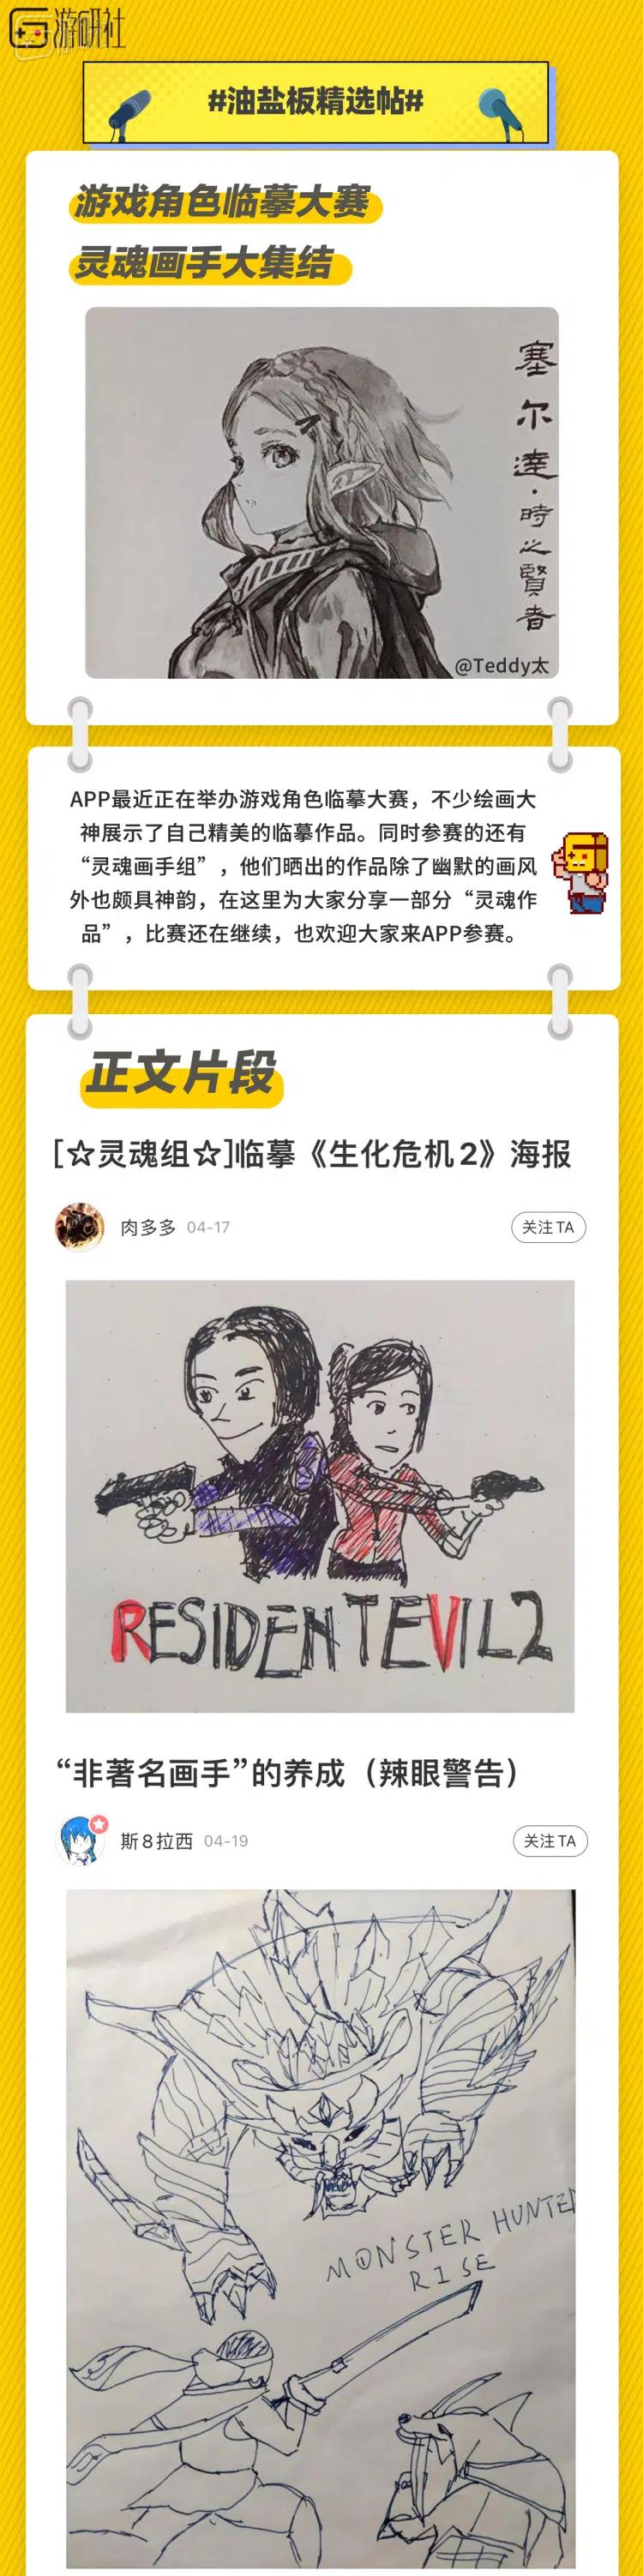 游研社
#油盐板精选帖#
游戏角色临摹大赛
灵魂画手大集结
塞尔達·時之賢者
@Teddy太
APP最近正在举办游戏角色临摹大赛，不少绘画大
神展示了自己精美的临摹作品。同时参赛的还有
“灵魂画手组”，他们晒出的作品除了幽默的画风
外也颇具神韵，在这里为大家分享一部分“灵魂作
品”，比赛还在继续，也欢迎大家来APP参赛。
正文片段
[☆灵魂组☆]临摹《生化危机2》海报
肉多多 04-17 关注TA
RESIDENT EVIL 2
“非著名画手”的养成（辣眼警告）
斯8拉西 04-19 关注TA
MONSTER HUNTER
RISE